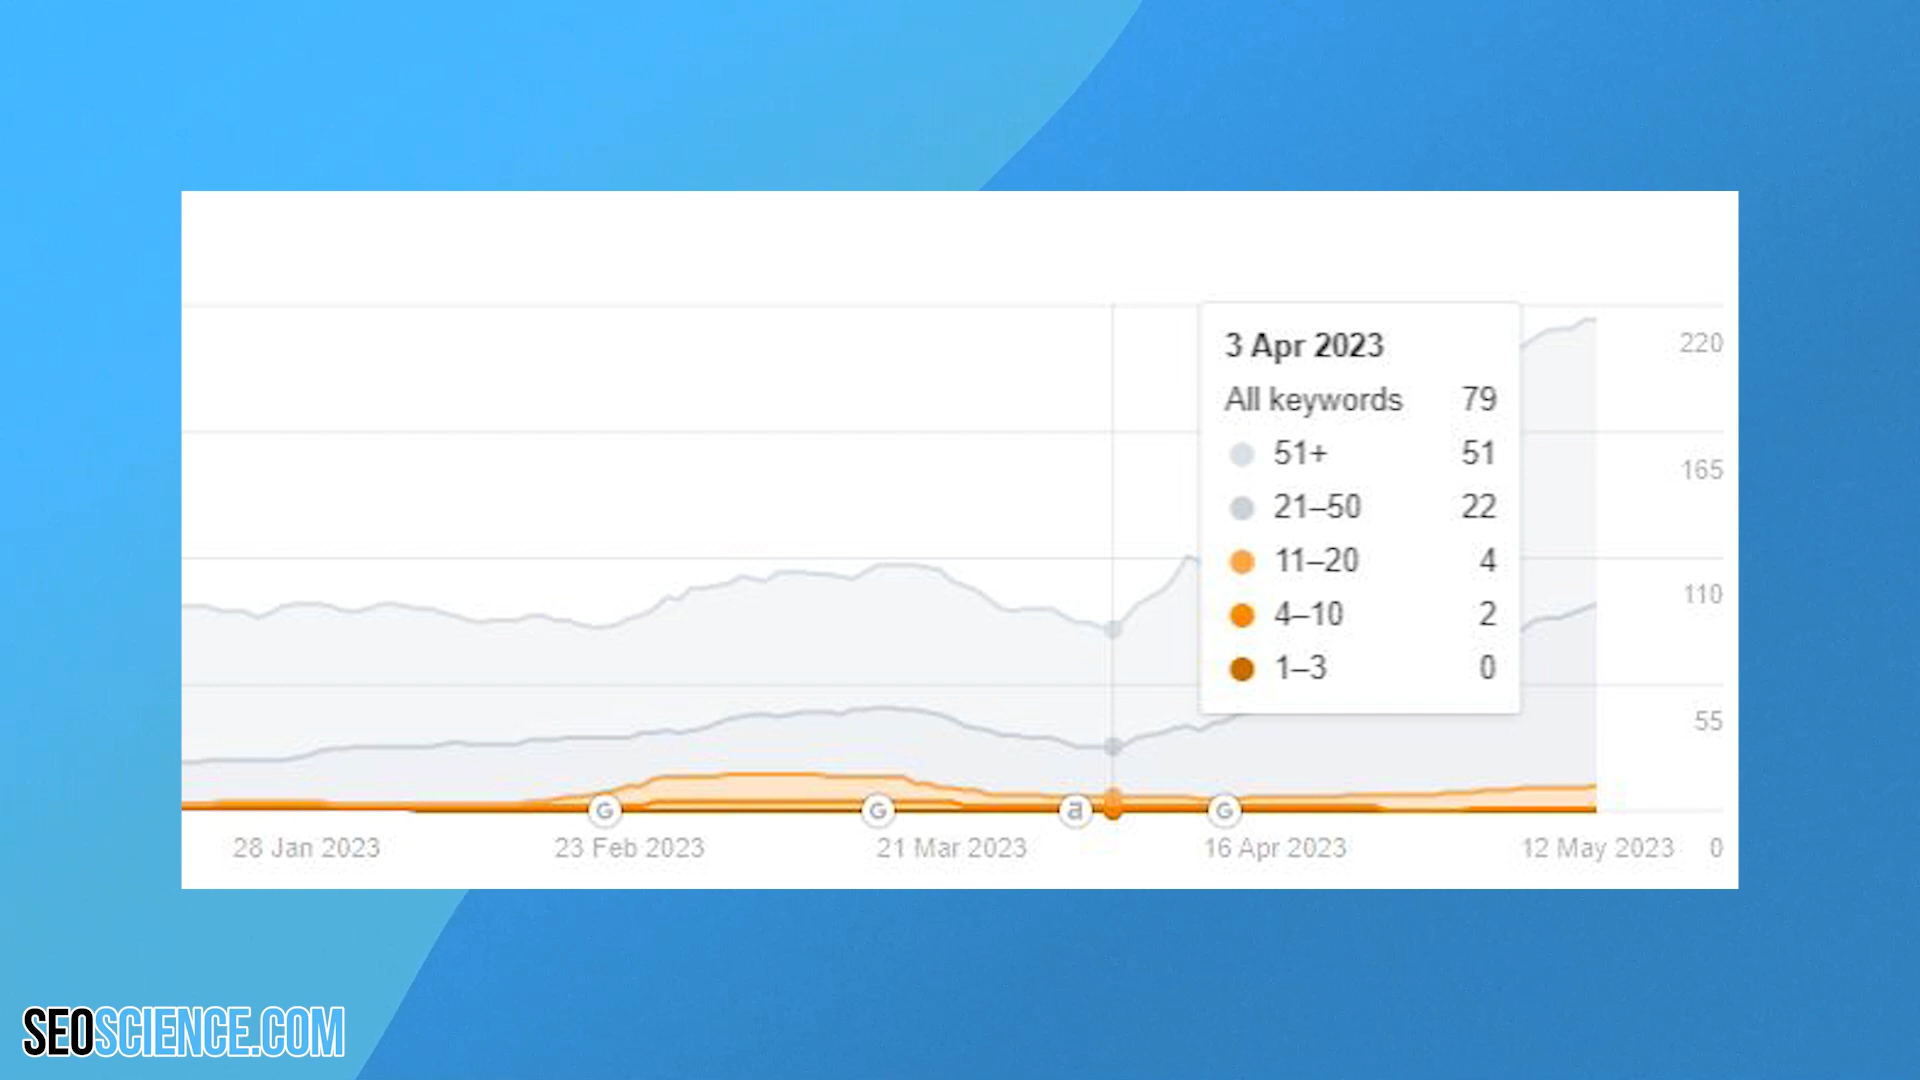 3 Apr 2023
All keywords 79
51+ 51
21–50 22
11–20 4
4–10 2
1–3 0
220
165
110
55
G G a G
28 Jan 2023 23 Feb 2023 21 Mar 2023 16 Apr 2023 12 May 2023 0
SEOSCIENCE.COM